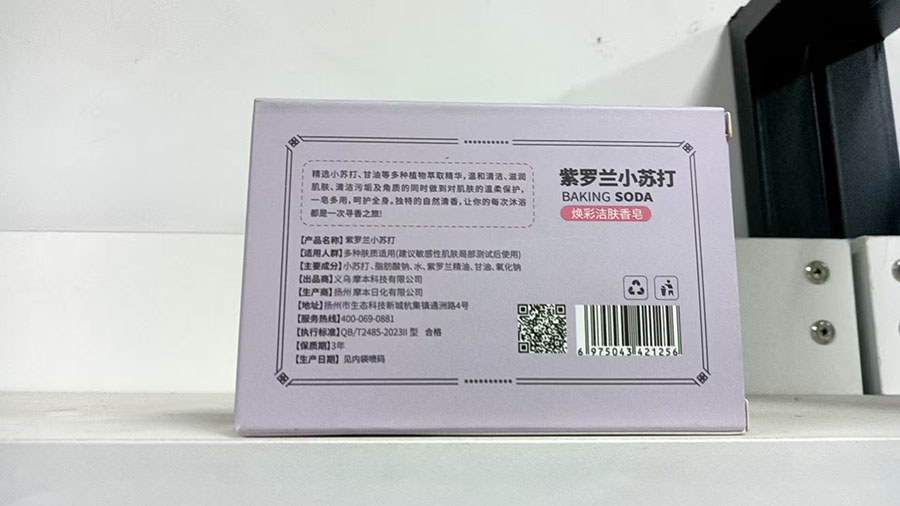 精选小苏打、甘油等多种植物萃取精华，温和清洁、滋润
肌肤、清洁污垢及角质的同时做到对肌肤的温柔保护，
一皂多用，呵护全身。独特的自然清香，让你的每次沐浴
都是一次寻香之旅！
紫罗兰小苏打
BAKING SODA
焕彩洁肤香皂
【产品名称】紫罗兰小苏打
【适用人群】多种肤质适用(建议敏感性肌肤局部测试后使用)
【主要成分】小苏打、脂肪酸钠、水、紫罗兰精油、甘油、氧化钠
【出品商】义乌摩本科技有限公司
【生产商】扬州摩本日化有限公司
【地址】扬州市生态科技新城杭集镇通洲路4号
【服务热线】400-069-0881
【执行标准】QB/T2485-2023II 型 合格
【保质期】3年
【生产日期】见内袋喷码
6 975043 421256